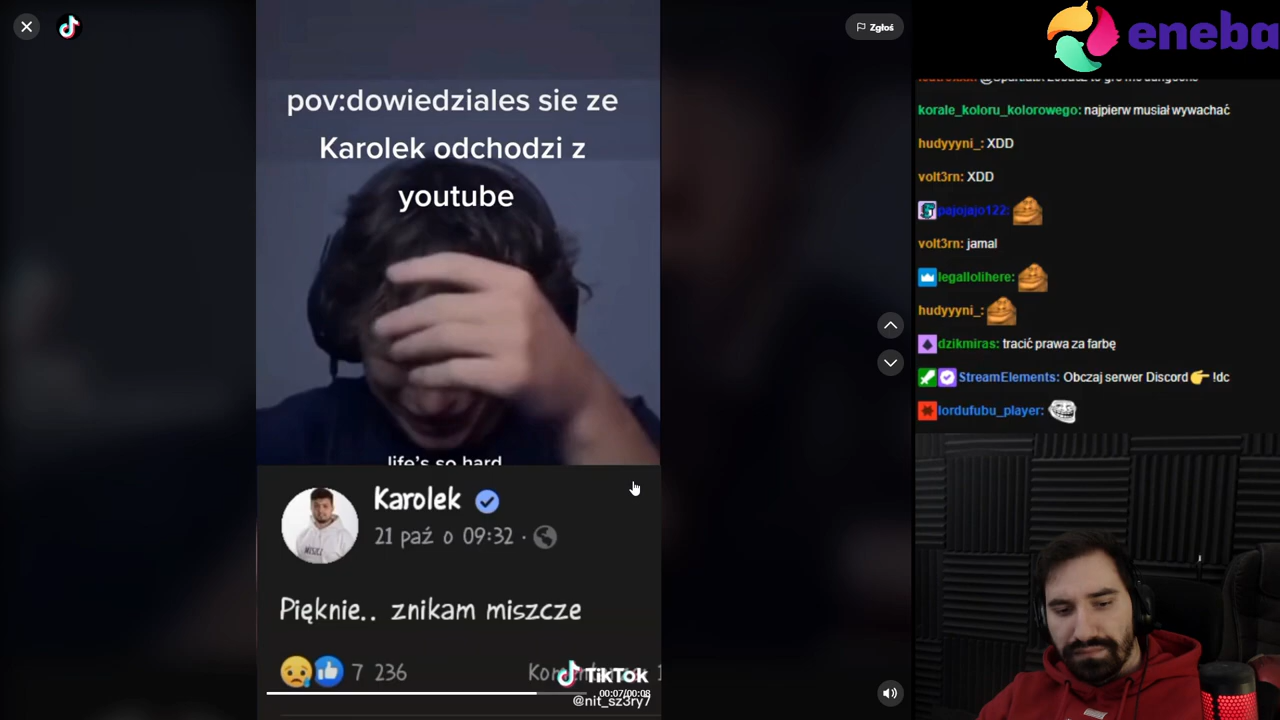 Zgłoś
pov:dowiedziales sie ze
Karolek odchodzi z
youtube
life's so hard
Karolek
21 paź o 09:32 ·
Pięknie.. znikam miszcze
7 236
TikTok
00:07/00:08
@nit_sz3ry7
eneba
korale_koloru_kolorowego: najpierw musiał wywachać
hudyyyni_: XDD
volt3rn: XDD
pajojajo122:
volt3rn: jamal
legallolihere:
hudyyyni_:
dzikmiras: tracić prawa za farbę
StreamElements: Obczaj serwer Discord !dc
lordufubu_player: